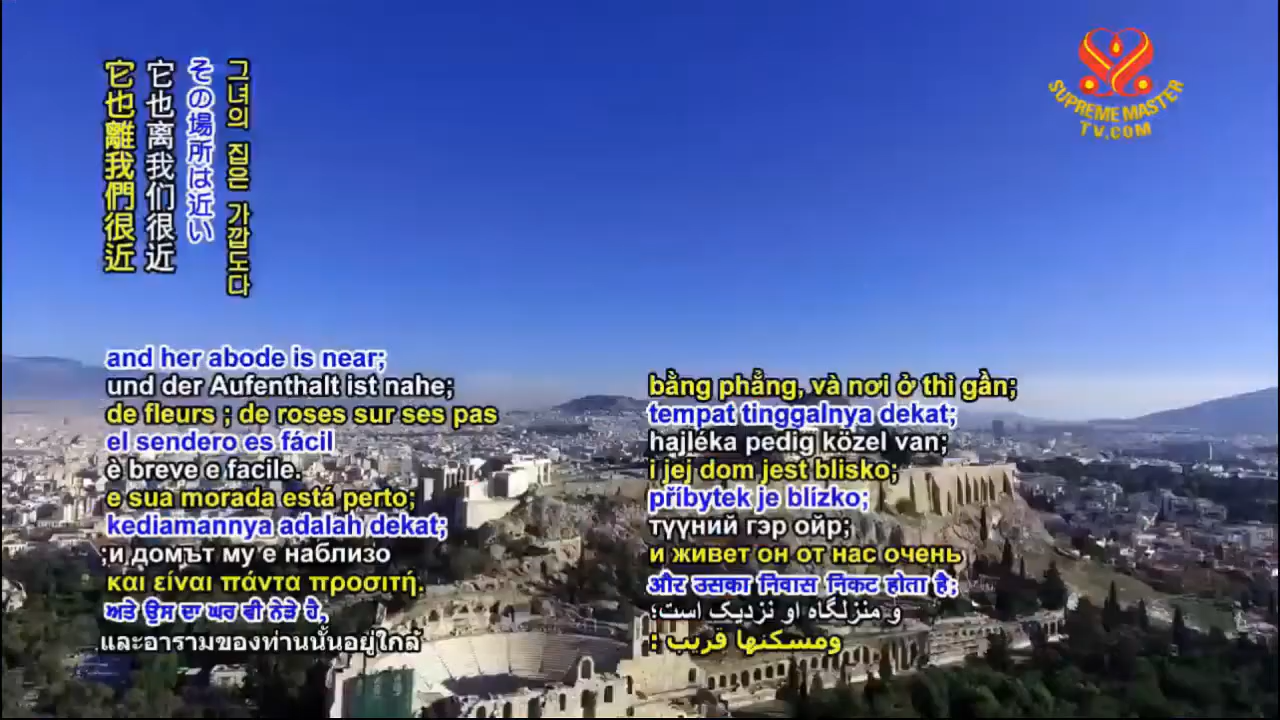 그녀의 집은 가깝도다
その場所は近い
它也离我们很近
它也離我們很近
SUPREME MASTER
TV.COM
and her abode is near;
und der Aufenthalt ist nahe;
de fleurs ; de roses sur ses pas
el sendero es fácil
è breve e facile.
e sua morada está perto;
kediamannya adalah dekat;
и домът му е наблизо;
και είναι πάντα προσιτή.
ਅਤੇ ਉਸ ਦਾ ਘਰ ਵੀ ਨੇੜੇ ਹੈ,
และอารามของท่านนั้นอยู่ใกล้
bằng phẳng, và nơi ở thì gần;
tempat tinggalnya dekat;
hajléka pedig közel van;
i jej dom jest blisko;
příbytek je blízko;
түүний гэр ойр;
и живет он от нас очень
और उसका निवास निकट होता है;
و منزلگاه او نزدیک است؛
ومسكنها قريب :